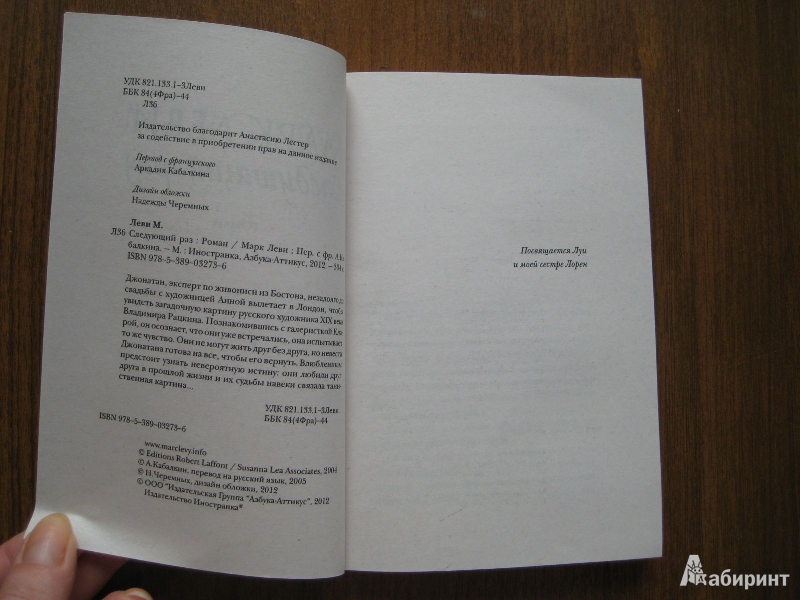 УДК 821.133.1-3Леви
ББК 84(4Фра)-44
Л36
Издательство благодарит Анастасию Лестер
за содействие в приобретении прав на данное издание
Перевод с французского
Аркадия Кабалкина
Дизайн обложки
Надежды Черемных
Леви М.
Л36 Следующий раз : Роман / Марк Леви ; Пер. с фр. А.
балкина. – М. : Иностранка, Азбука-Аттикус, 2012. –
ISBN 978-5-389-03273-6
Джонатан, эксперт по живописи из Бостона, незадолго
свадьбы с художницей Анной вылетает в Лондон,
увидеть загадочную картину русского художника XIX века
Владимира Рацкина. Познакомившись с галеристкой
рой, он осознает, что они уже встречались, она
то же чувство. Они не могут жить друг без друга, но
Джонатана готова на все, чтобы его вернуть.
предстоит узнать невероятную истину: они любили
друга в прошлой жизни и их судьбы навеки связала
ственная картина...
УДК 821.133.1-3Леви
ББК 84(4Фра)-44
ISBN 978-5-389-03273-6
www.marclevy.info
© Editions Robert Laffont / Susanna Lea Associates, 2004
© А.Кабалкин, перевод на русский язык, 2005
© Н.Черемных, дизайн обложки, 2012
© ООО "Издательская Группа "Азбука-Аттикус", 2012
Издательство Иностранка®
Посвящается Луи
и моей сестре Лорен
Лабиринт